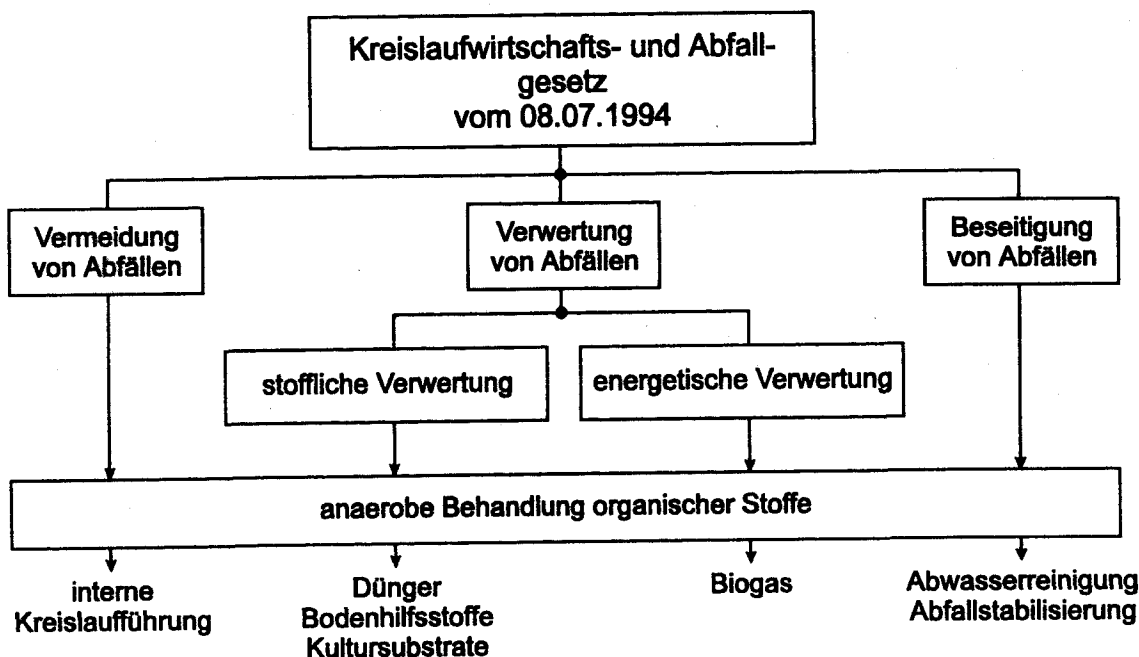 Kreislaufwirtschafts- und Abfall-
gesetz
vom 08.07.1994
Vermeidung
von Abfällen
Verwertung
von Abfällen
Beseitigung
von Abfällen
stoffliche Verwertung
energetische Verwertung
anaerobe Behandlung organischer Stoffe
interne
Kreislaufführung
Dünger
Bodenhilfsstoffe
Kultursubstrate
Biogas
Abwasserreinigung
Abfallstabilisierung